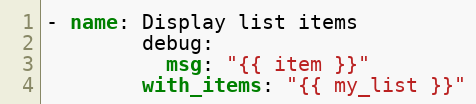 1 - name: Display list items
2         debug:
3           msg: "{{ item }}"
4         with_items: "{{ my_list }}"